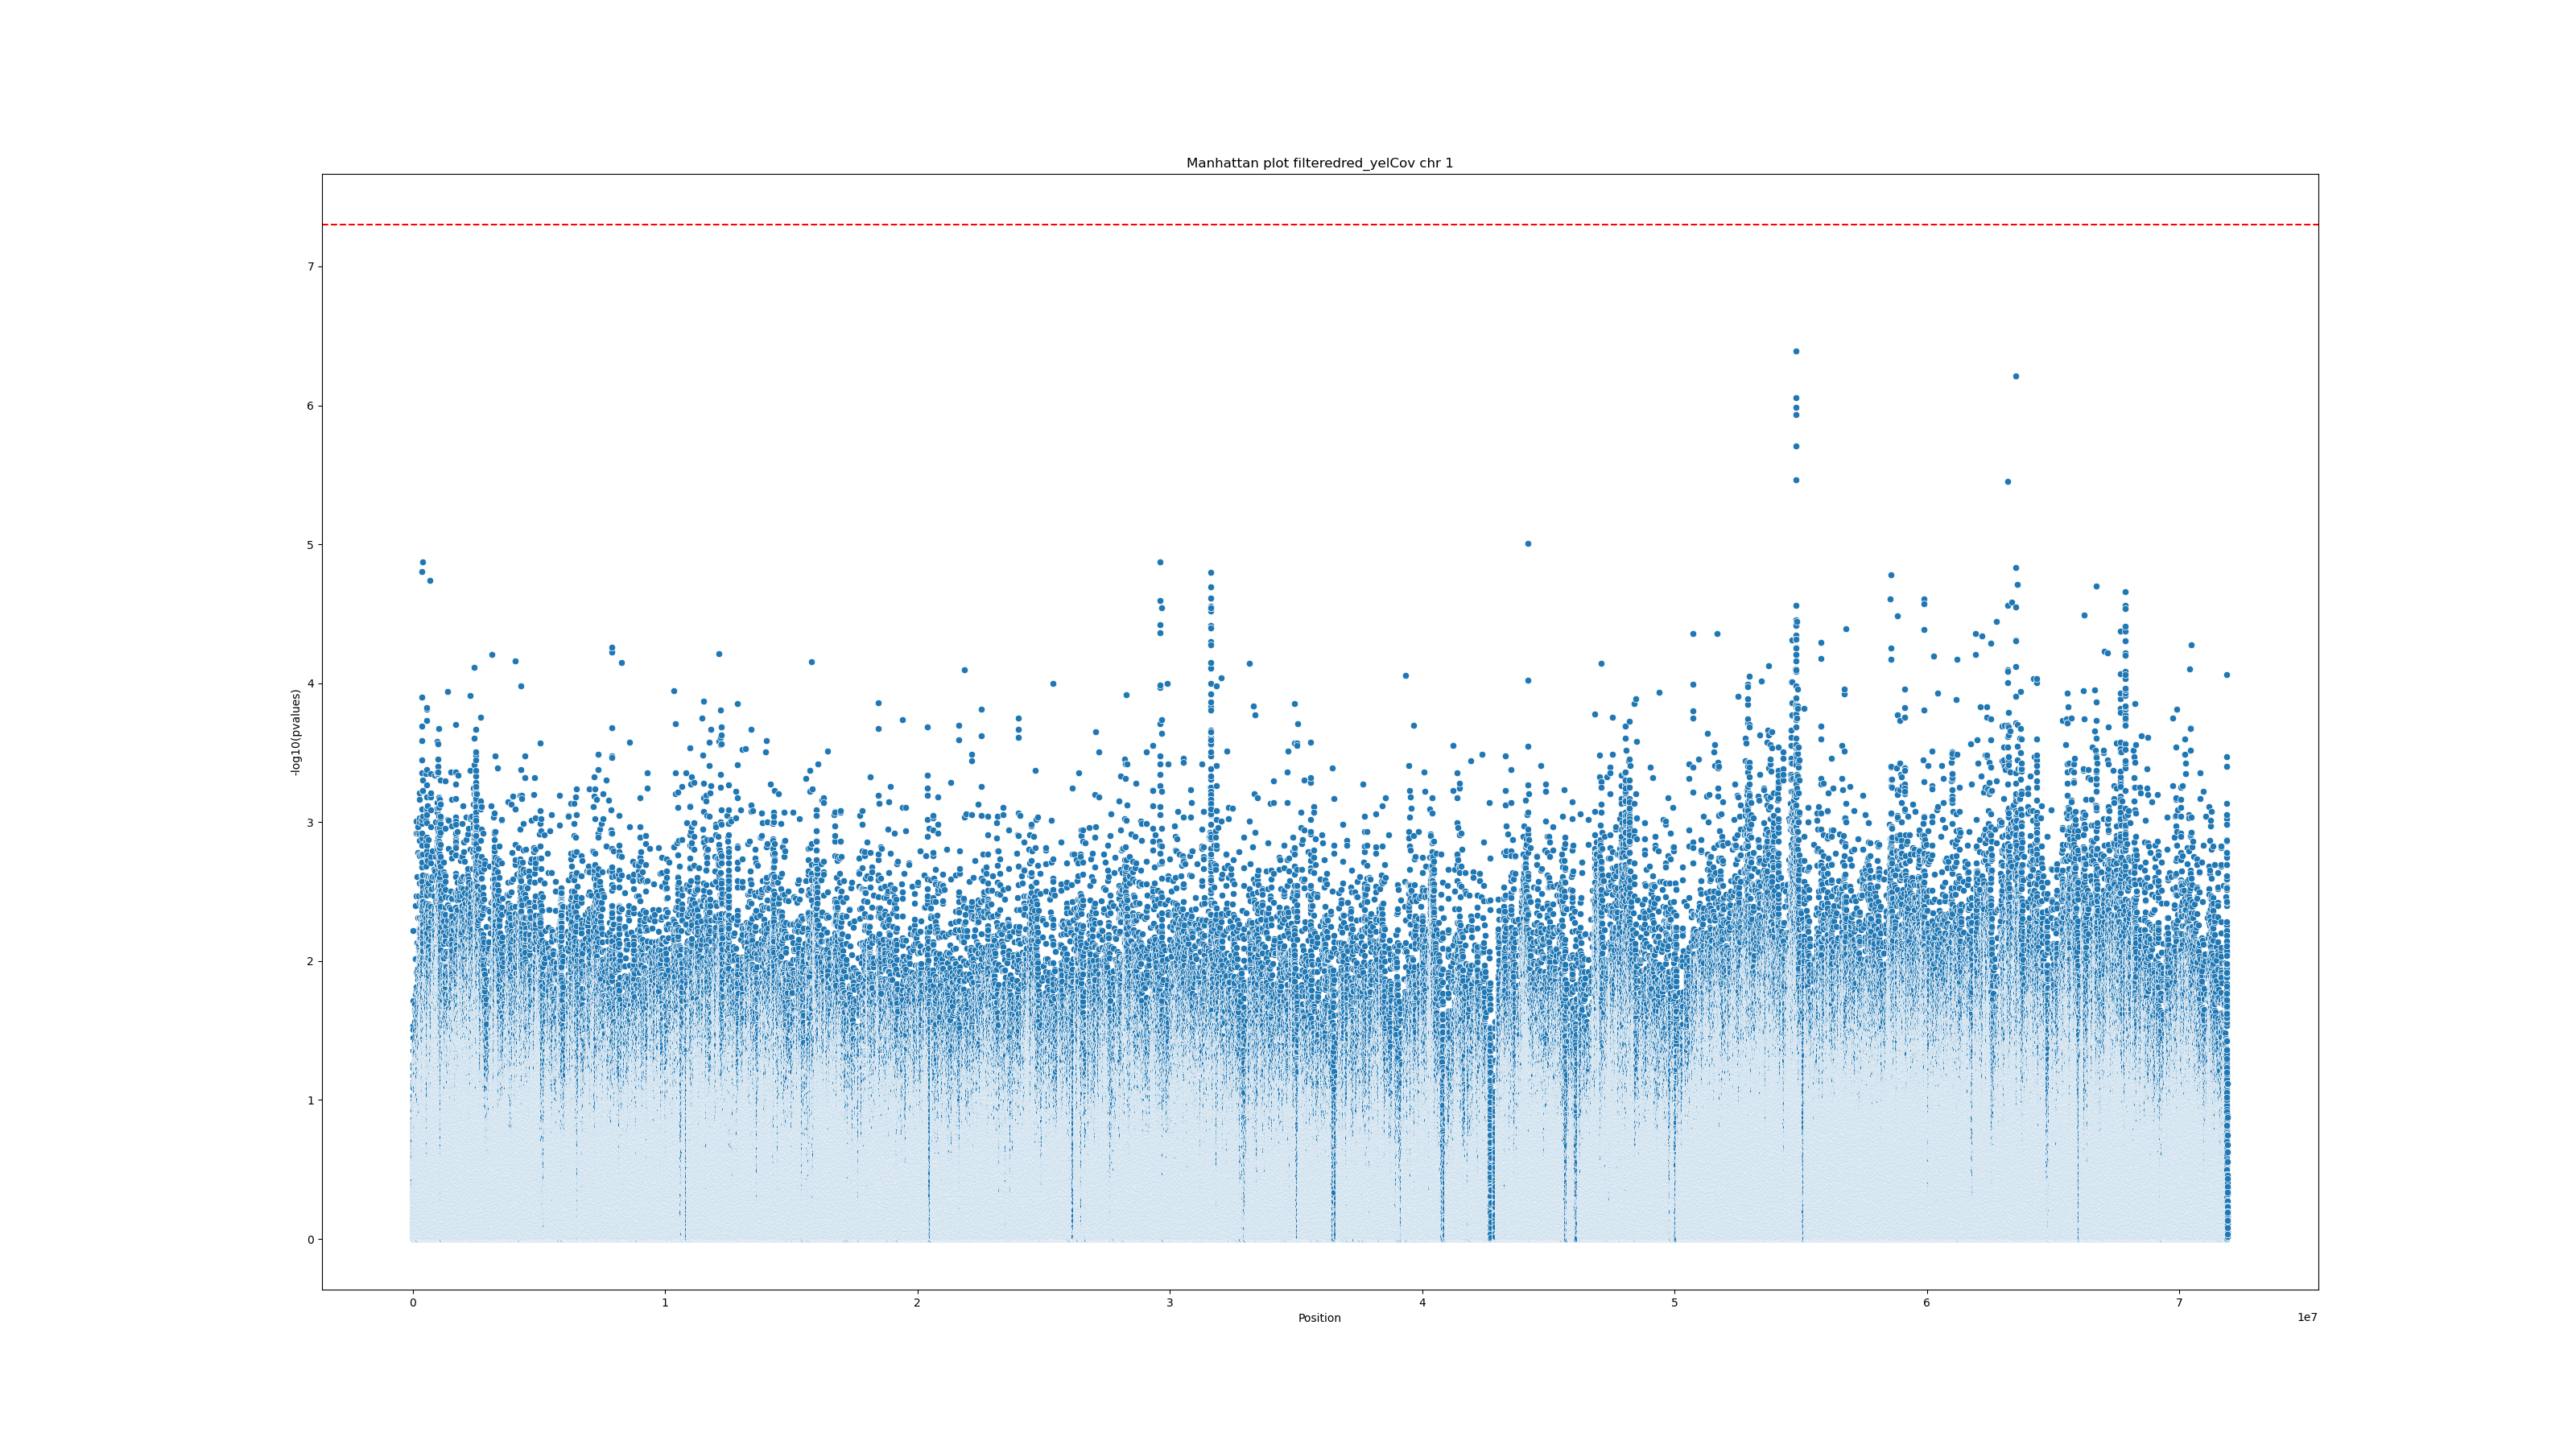 Manhattan plot filteredred_yelCov chr 1
7
6
5
4
3
2
1
0
-log10(pvalues)
0 1 2 3 4 5 6 7
1e7
Position